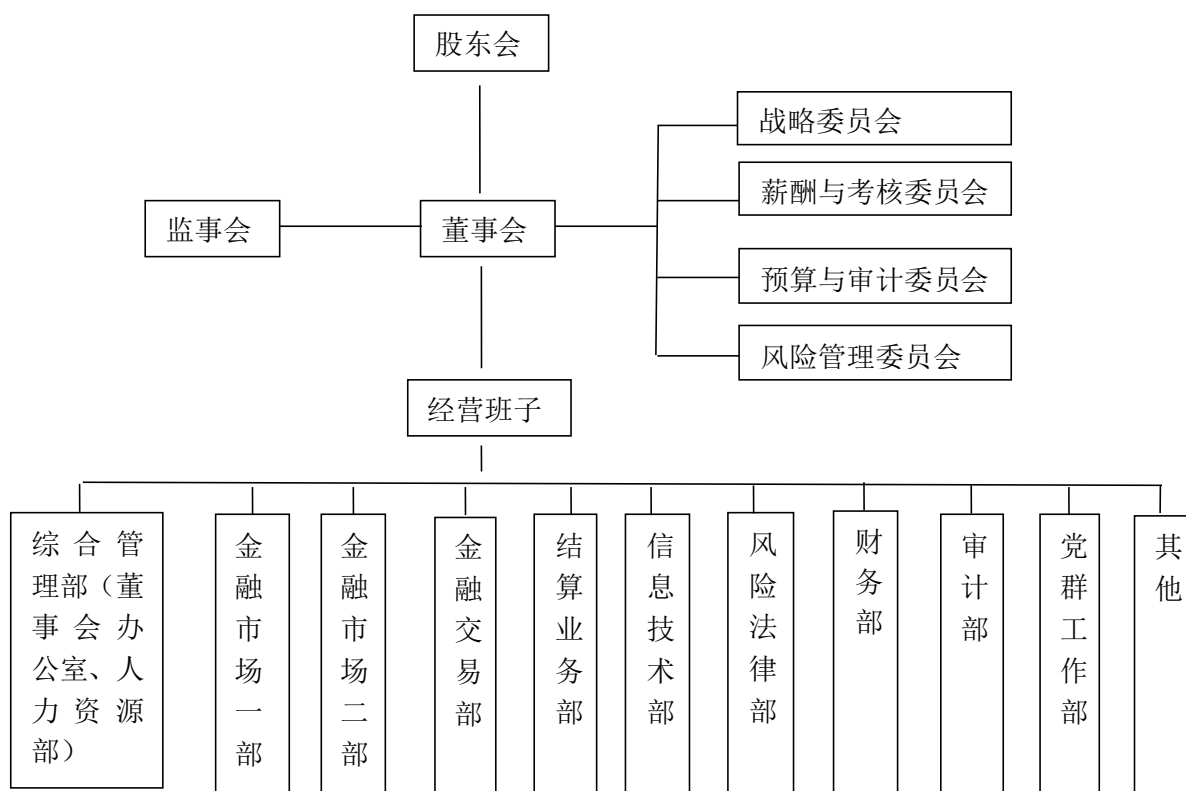 股东会
战略委员会
薪酬与考核委员会
监事会
董事会
预算与审计委员会
风险管理委员会
经营班子
综合管
理部（董
事会办
公室、人
力资源
部）
金融市场一部
金融市场二部
金融交易部
结算业务部
信息技术部
风险法律部
财务部
审计部
党群工作部
其他